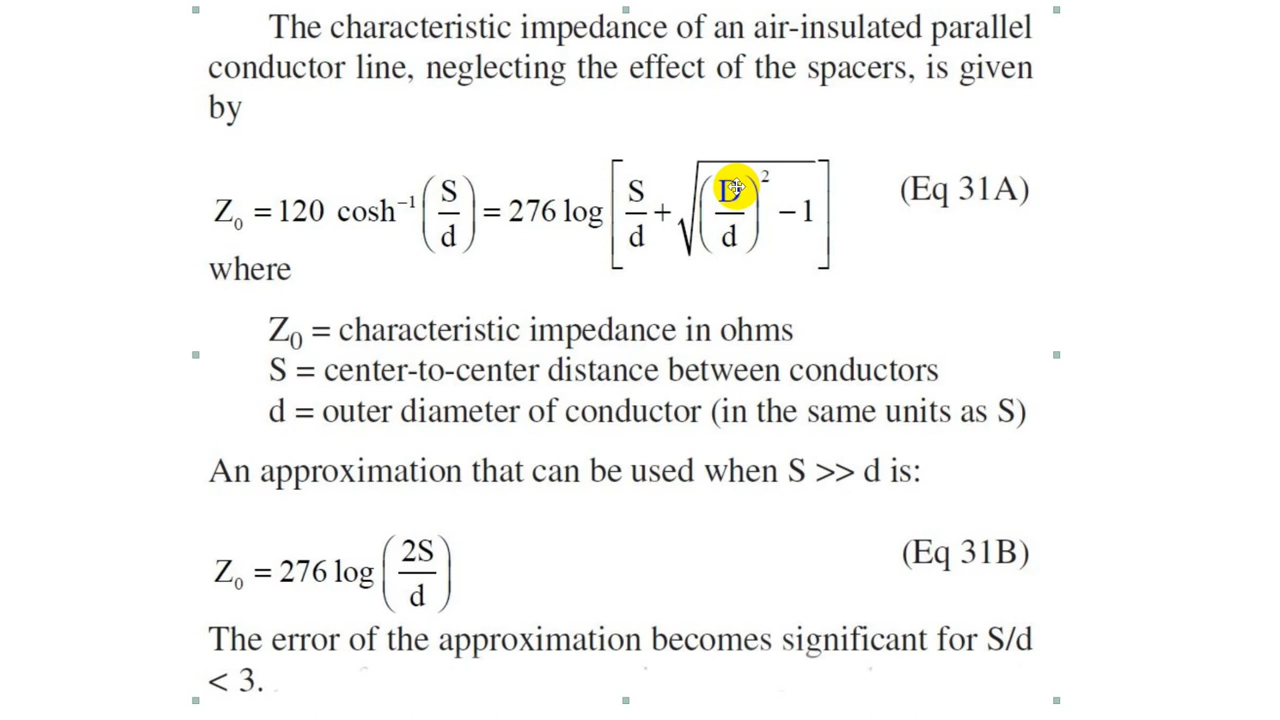 The characteristic impedance of an air-insulated parallel
conductor line, neglecting the effect of the spacers, is given
by
Z₀ = 120 cosh⁻¹ (S/d) = 276 log [S/d + √((D/d)² − 1)] (Eq 31A)
where
Z₀ = characteristic impedance in ohms
S = center-to-center distance between conductors
d = outer diameter of conductor (in the same units as S)
An approximation that can be used when S >> d is:
Z₀ = 276 log (2S/d) (Eq 31B)
The error of the approximation becomes significant for S/d
< 3.